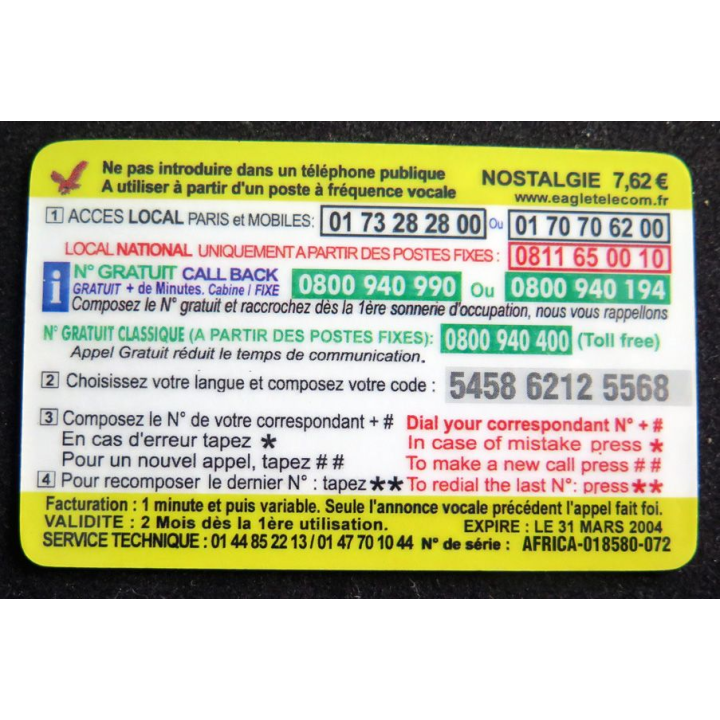 Ne pas introduire dans un téléphone publique
A utiliser à partir d'un poste à fréquence vocale
NOSTALGIE 7,62 €
www.eagletelecom.fr
1 ACCES LOCAL PARIS et MOBILES: 01 73 28 28 00 Ou 01 70 70 62 00
LOCAL NATIONAL UNIQUEMENT A PARTIR DES POSTES FIXES : 0811 65 00 10
i N° GRATUIT CALL BACK
GRATUIT + de Minutes. Cabine / FIXE
0800 940 990 Ou 0800 940 194
Composez le N° gratuit et raccrochez dès la 1ère sonnerie d'occupation, nous vous rappellons
N° GRATUIT CLASSIQUE (A PARTIR DES POSTES FIXES): 0800 940 400 (Toll free)
Appel Gratuit réduit le temps de communication.
2 Choisissez votre langue et composez votre code : 5458 6212 5568
3 Composez le N° de votre correspondant + # Dial your correspondant N° + #
En cas d'erreur tapez * In case of mistake press *
Pour un nouvel appel, tapez # # To make a new call press # #
4 Pour recomposer le dernier N° : tapez ** To redial the last N°: press **
Facturation : 1 minute et puis variable. Seule l'annonce vocale précédent l'appel fait foi.
VALIDITE : 2 Mois dès la 1ère utilisation. EXPIRE : LE 31 MARS 2004
SERVICE TECHNIQUE : 01 44 85 22 13 / 01 47 70 10 44 N° de série : AFRICA-018580-072